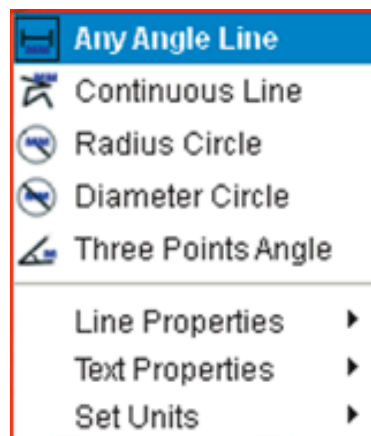 Any Angle Line
Continuous Line
Radius Circle
Diameter Circle
Three Points Angle
Line Properties
Text Properties
Set Units